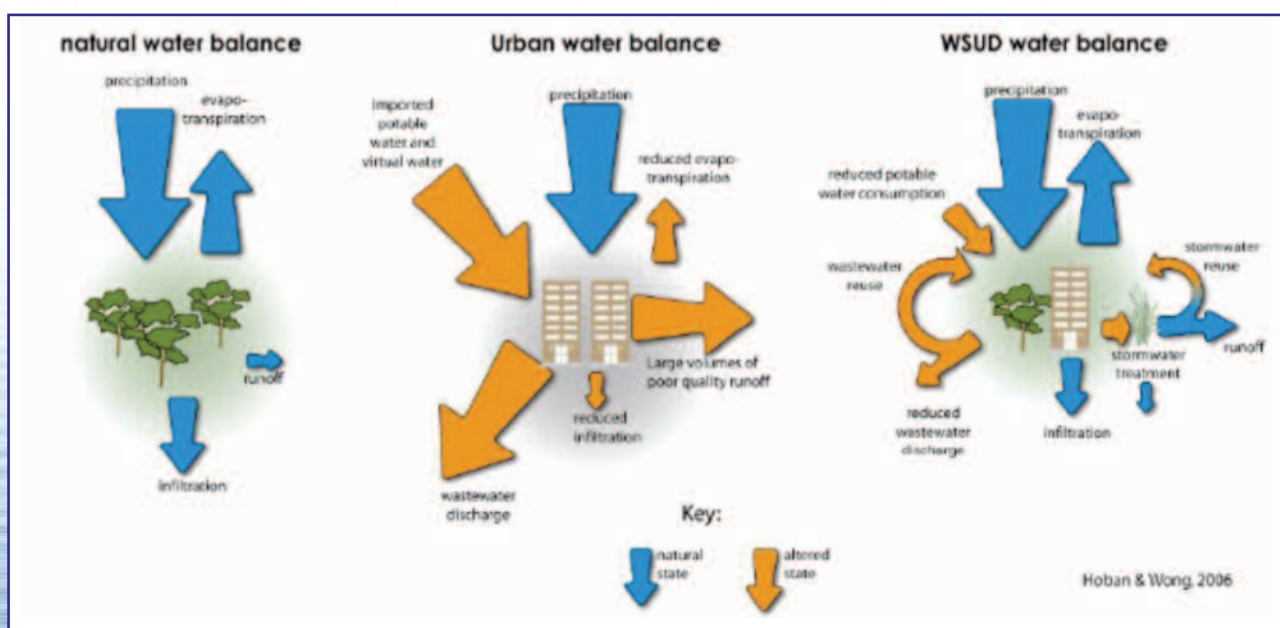 natural water balance
precipitation
evapo-
transpiration
runoff
infiltration
Urban water balance
imported
potable
water and
virtual water
precipitation
reduced evapo-
transpiration
Large volumes of
poor quality runoff
reduced
infiltration
wastewater
discharge
WSUD water balance
precipitation
evapo-
transpiration
reduced potable
water consumption
wastewater
reuse
stormwater
reuse
runoff
stormwater
treatment
infiltration
reduced
wastewater
discharge
Key:
natural
state
altered
state
Hoban & Wong, 2006